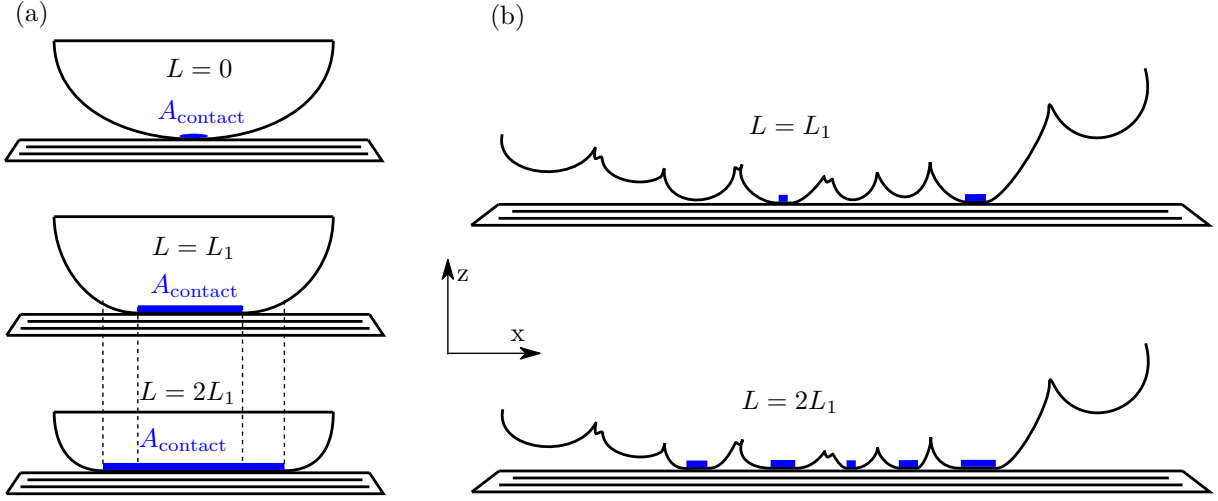 (a)
L = 0
A_contact
L = L_1
A_contact
L = 2L_1
A_contact
(b)
L = L_1
z
x
L = 2L_1